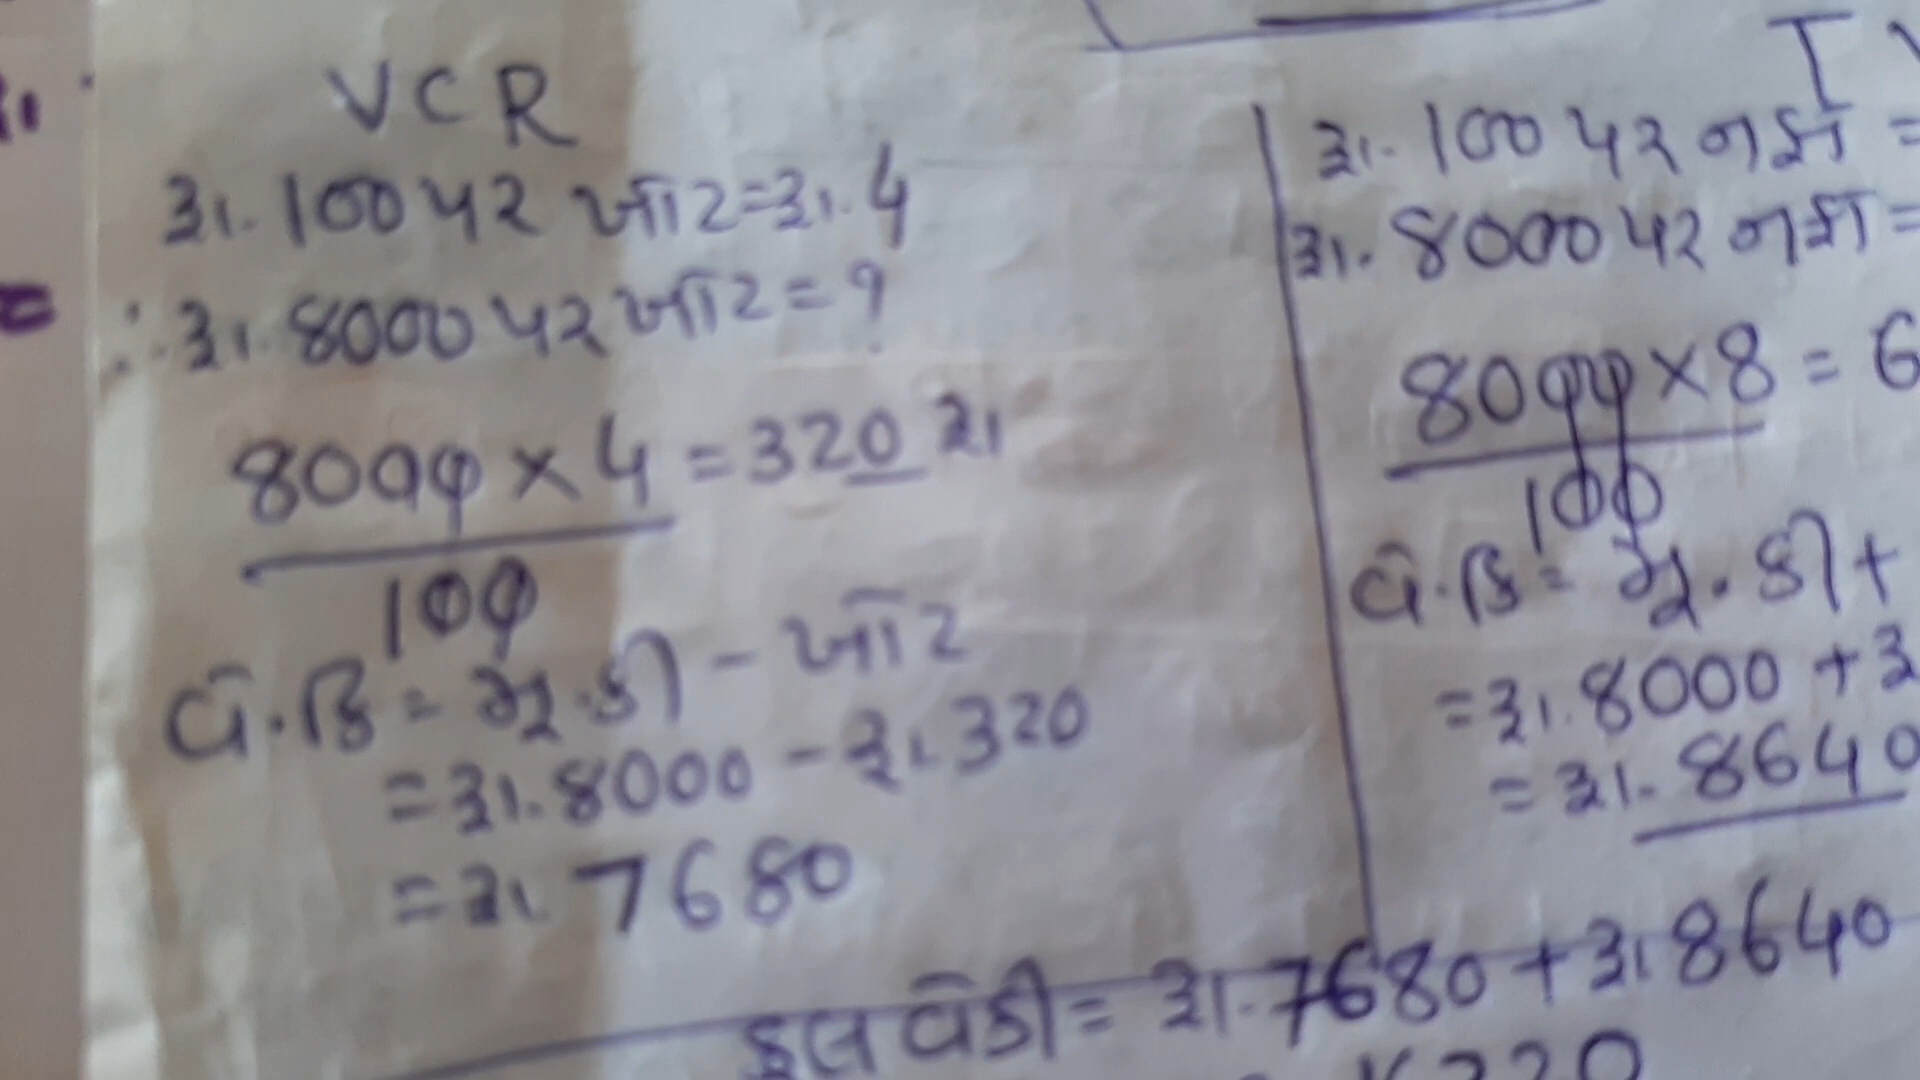 VCR
રૂા. 100 પર ખોટ = રૂા. 4
∴ રૂા. 8000 પર ખોટ = ?
8000 × 4 = 320 રૂા
100
વે.કિં = મૂ.કી - ખોટ
= રૂા. 8000 - રૂા. 320
= રૂા. 7680
T
રૂા. 100 પર નફો =
રૂા. 8000 પર નફો =
8000 × 8 = 6
100
વે.કિં = મૂ.કી +
= રૂા. 8000 + રૂ
= રૂા. 8640
કુલ વેકી = રૂા. 7680 + રૂા 8640